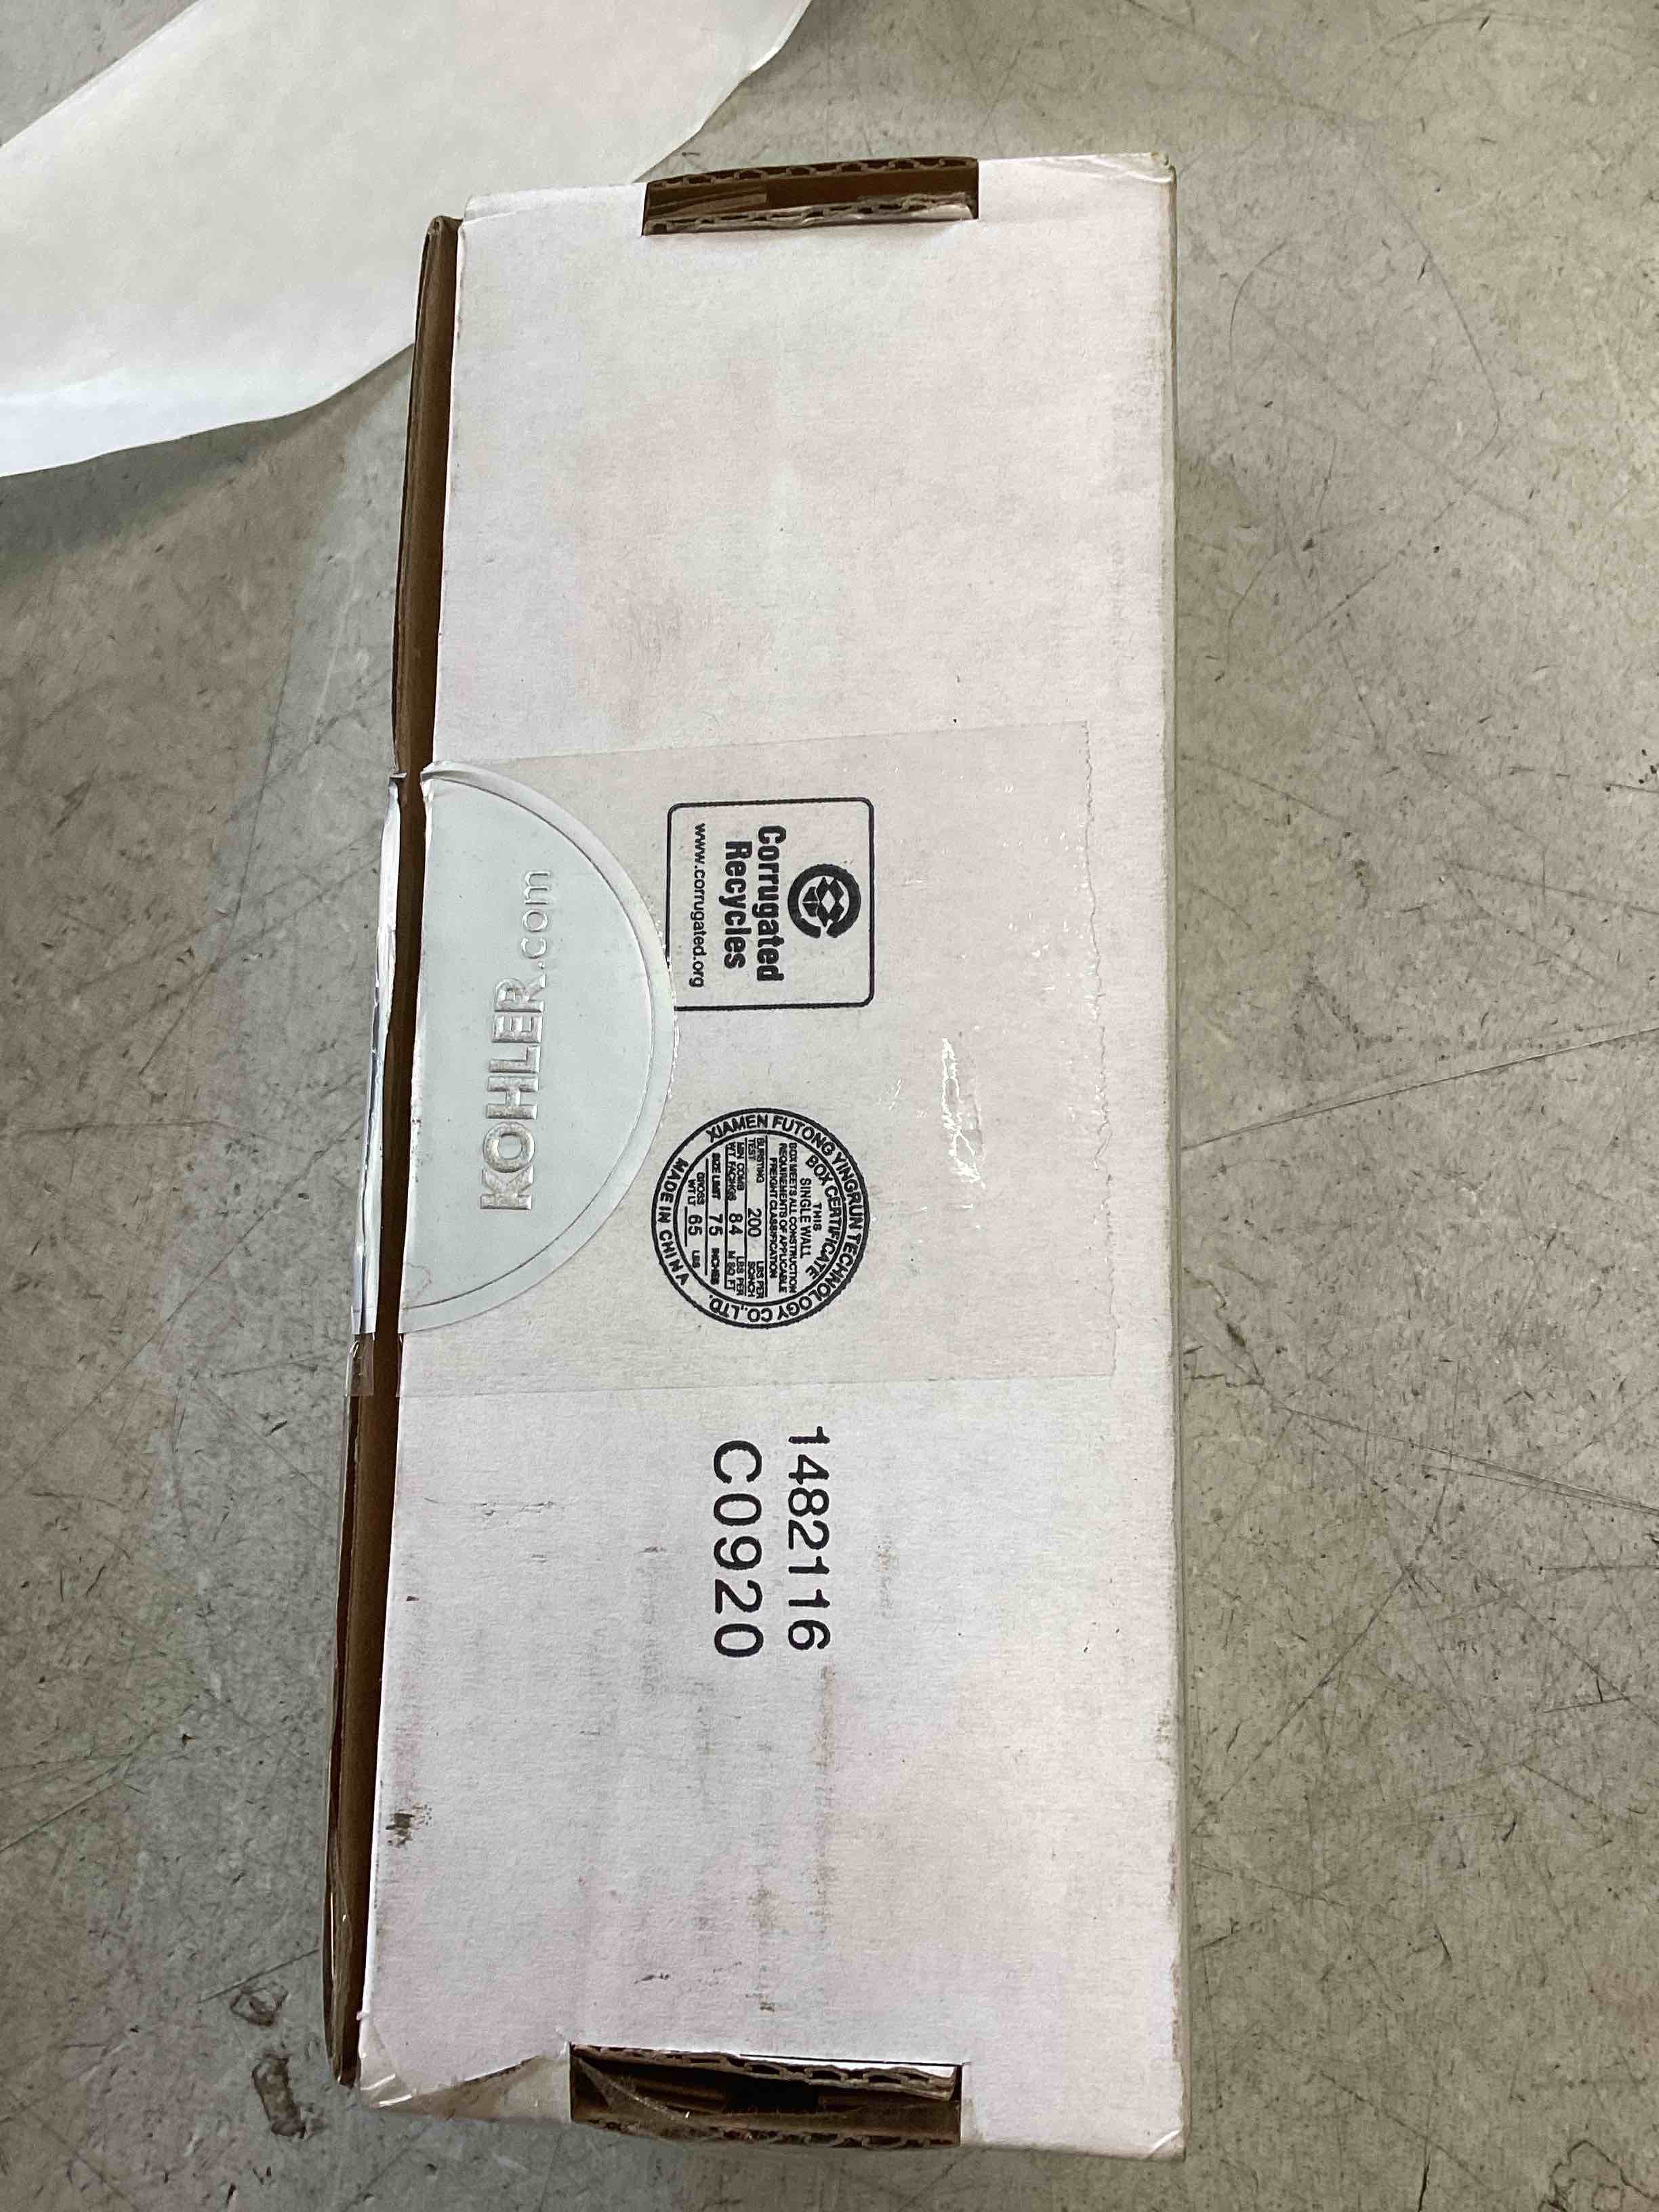 KOHLER.com
Corrugated
Recycles
www.corrugated.org
XIAMEN FUTONG YINGRUN TECHNOLOGY CO.,LTD.
BOX CERTIFICATE
THIS
SINGLE WALL
BOX MEETS ALL CONSTRUCTION
REQUIREMENTS OF APPLICABLE
FREIGHT CLASSIFICATION
BURSTING TEST 200 LBS PER SQ INCH
MIN COMB WT FACINGS 84 LBS PER M SQ FT
SIZE LIMIT 75 INCHES
GROSS WT LT 65 LBS
MADE IN CHINA
1482116
C0920